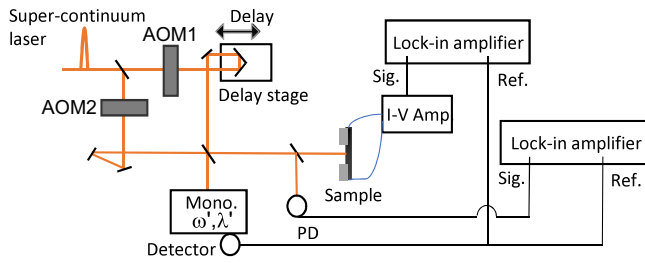 Super-continuum
laser
AOM1
Delay
Delay stage
AOM2
Lock-in amplifier
Sig.
Ref.
I-V Amp
Lock-in amplifier
Sig.
Ref.
Sample
Mono.
ω',λ'
PD
Detector